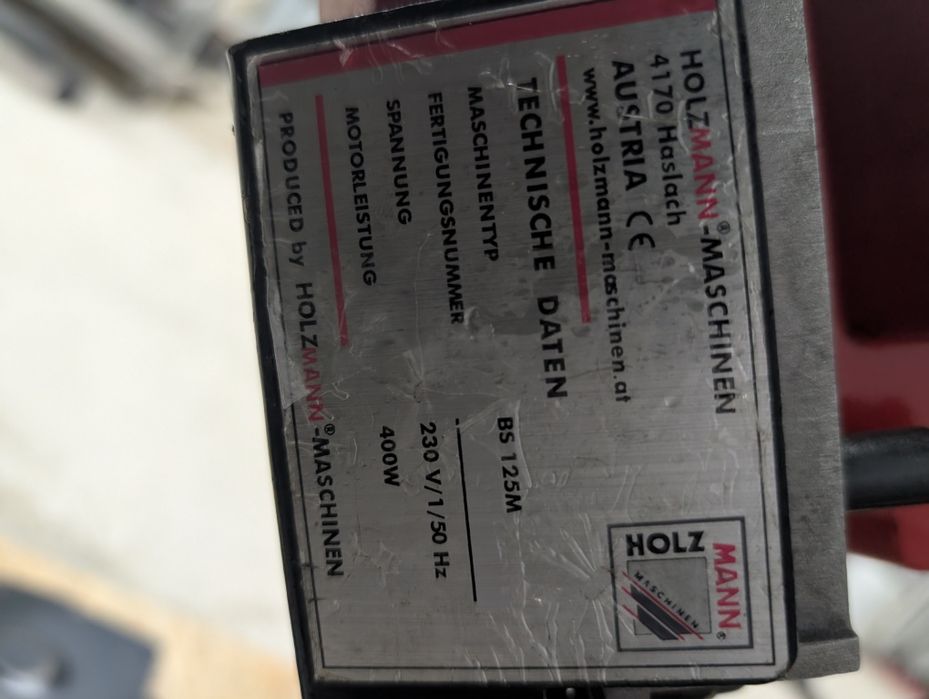 HOLZMANN®-MASCHINEN
4170 Haslach
AUSTRIA CE
www.holzmann-maschinen.at
TECHNISCHE DATEN
MASCHINENTYP BS 125M
FERTIGUNGSNUMMER
SPANNUNG 230 V/1/50 Hz
MOTORLEISTUNG 400W
PRODUCED by HOLZMANN®-MASCHINEN
MANN®
HOLZ
MASCHINEN